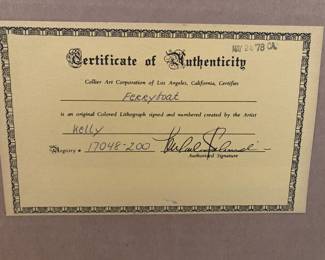 Certificate of Authenticity
MAY 24 '78 CA.
Collier Art Corporation of Los Angeles, California, Certifies
Ferryboat
is an original Colored Lithograph signed and numbered created by the Artist
Kelly
Registry # 17048-200
Authorized Signature